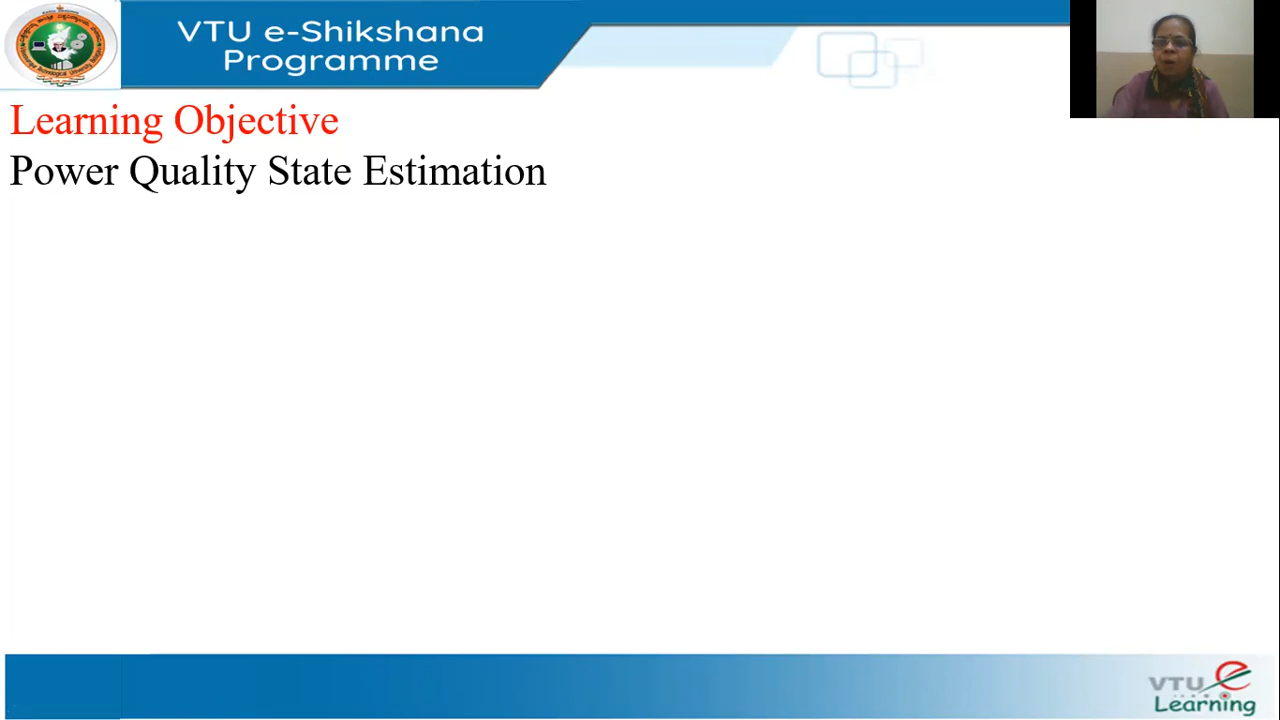 VTU e-Shikshana
Programme
Learning Objective
Power Quality State Estimation
VTU e
Learning